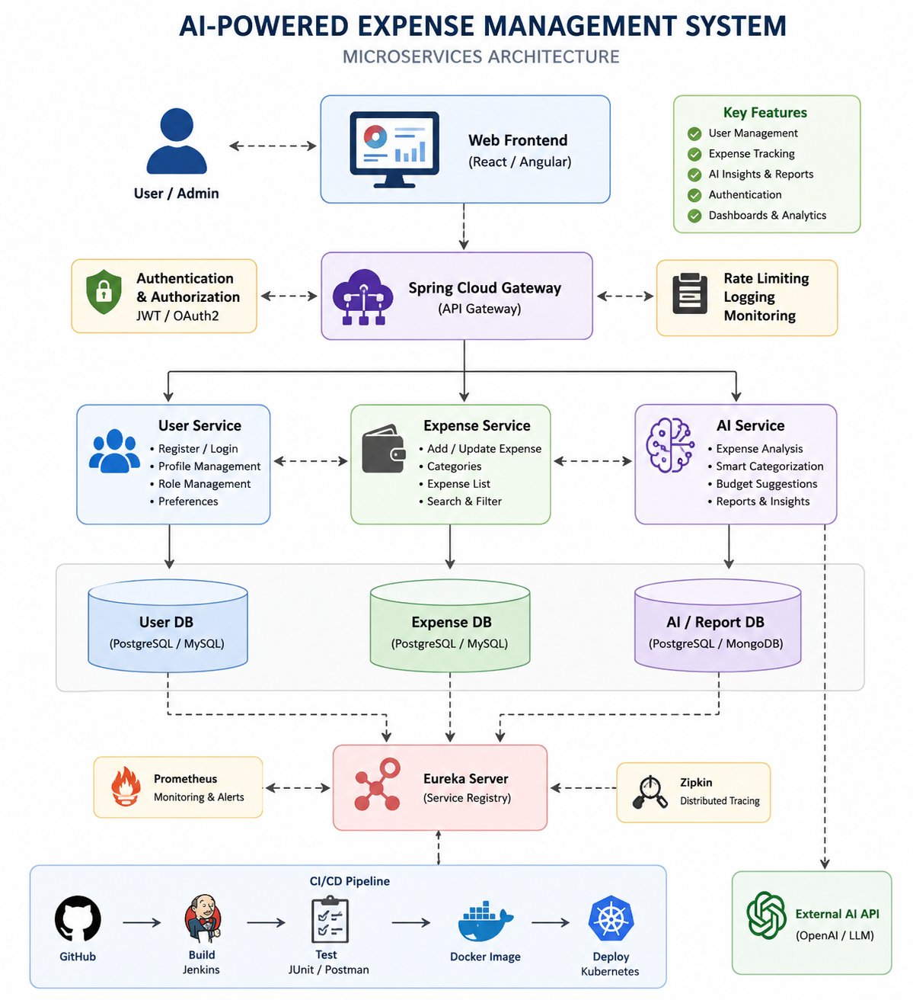 AI-POWERED EXPENSE MANAGEMENT SYSTEM
MICROSERVICES ARCHITECTURE
User / Admin
Web Frontend
(React / Angular)
Key Features
User Management
Expense Tracking
AI Insights & Reports
Authentication
Dashboards & Analytics
Authentication
& Authorization
JWT / OAuth2
Spring Cloud Gateway
(API Gateway)
Rate Limiting
Logging
Monitoring
User Service
• Register / Login
• Profile Management
• Role Management
• Preferences
Expense Service
• Add / Update Expense
• Categories
• Expense List
• Search & Filter
AI Service
• Expense Analysis
• Smart Categorization
• Budget Suggestions
• Reports & Insights
User DB
(PostgreSQL / MySQL)
Expense DB
(PostgreSQL / MySQL)
AI / Report DB
(PostgreSQL / MongoDB)
Prometheus
Monitoring & Alerts
Eureka Server
(Service Registry)
Zipkin
Distributed Tracing
CI/CD Pipeline
GitHub
Build
Jenkins
Test
JUnit / Postman
Docker Image
Deploy
Kubernetes
External AI API
(OpenAI / LLM)